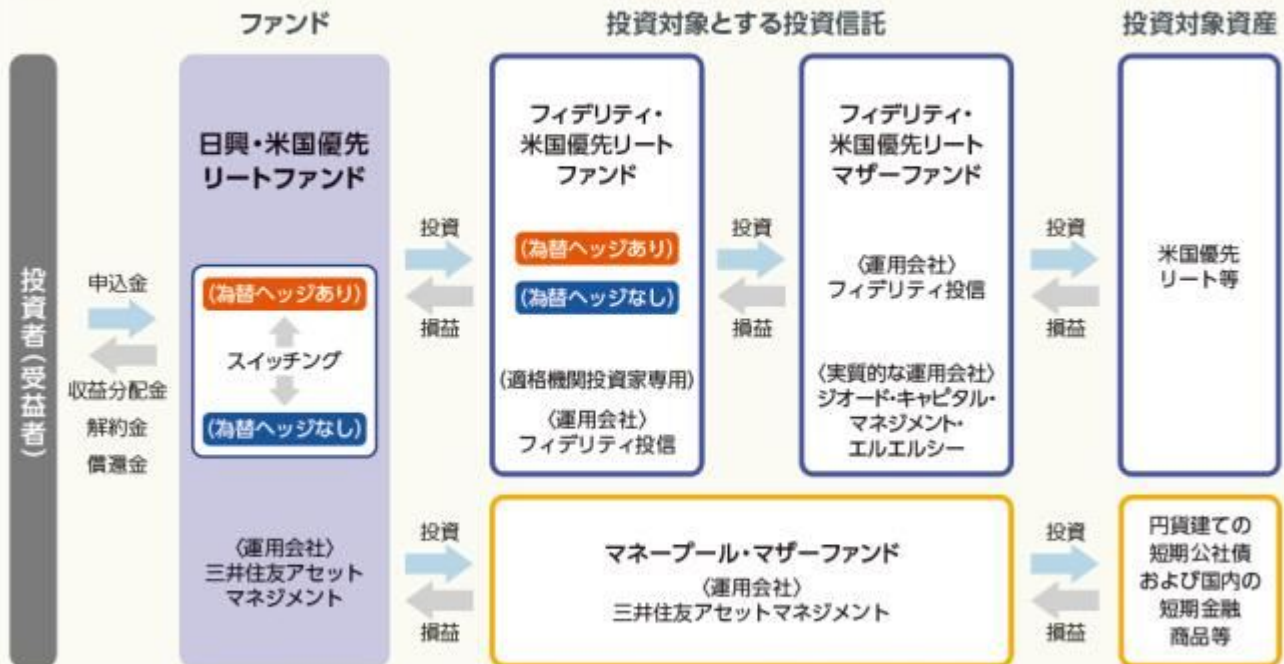 ファンド
投資対象とする投資信託
投資対象資産
投資者(受益者)
申込金
収益分配金
解約金
償還金
日興・米国優先
リートファンド
(為替ヘッジあり)
スイッチング
(為替ヘッジなし)
〈運用会社〉
三井住友アセット
マネジメント
投資
損益
フィデリティ・
米国優先リート
ファンド
(為替ヘッジあり)
(為替ヘッジなし)
(適格機関投資家専用)
〈運用会社〉
フィデリティ投信
投資
損益
フィデリティ・
米国優先リート
マザーファンド
〈運用会社〉
フィデリティ投信
〈実質的な運用会社〉
ジオード・キャピタル・
マネジメント・
エルエルシー
投資
損益
米国優先
リート等
投資
損益
マネープール・マザーファンド
〈運用会社〉
三井住友アセットマネジメント
投資
損益
円貨建ての
短期公社債
および国内の
短期金融
商品等